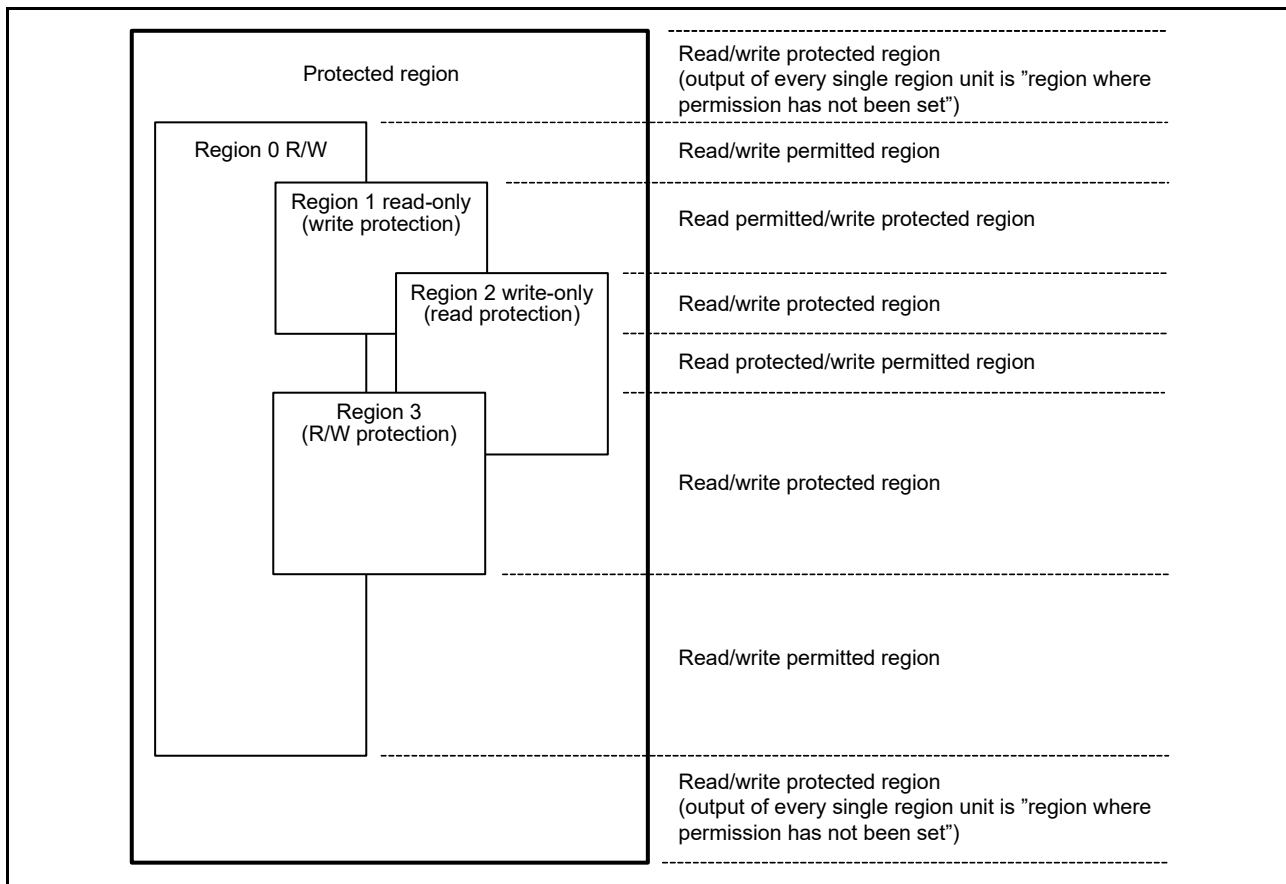 Protected region
Read/write protected region
(output of every single region unit is ”region where
permission has not been set”)
Region 0 R/W
Read/write permitted region
Region 1 read-only
(write protection)
Read permitted/write protected region
Region 2 write-only
(read protection)
Read/write protected region
Read protected/write permitted region
Region 3
(R/W protection)
Read/write protected region
Read/write permitted region
Read/write protected region
(output of every single region unit is ”region where
permission has not been set”)